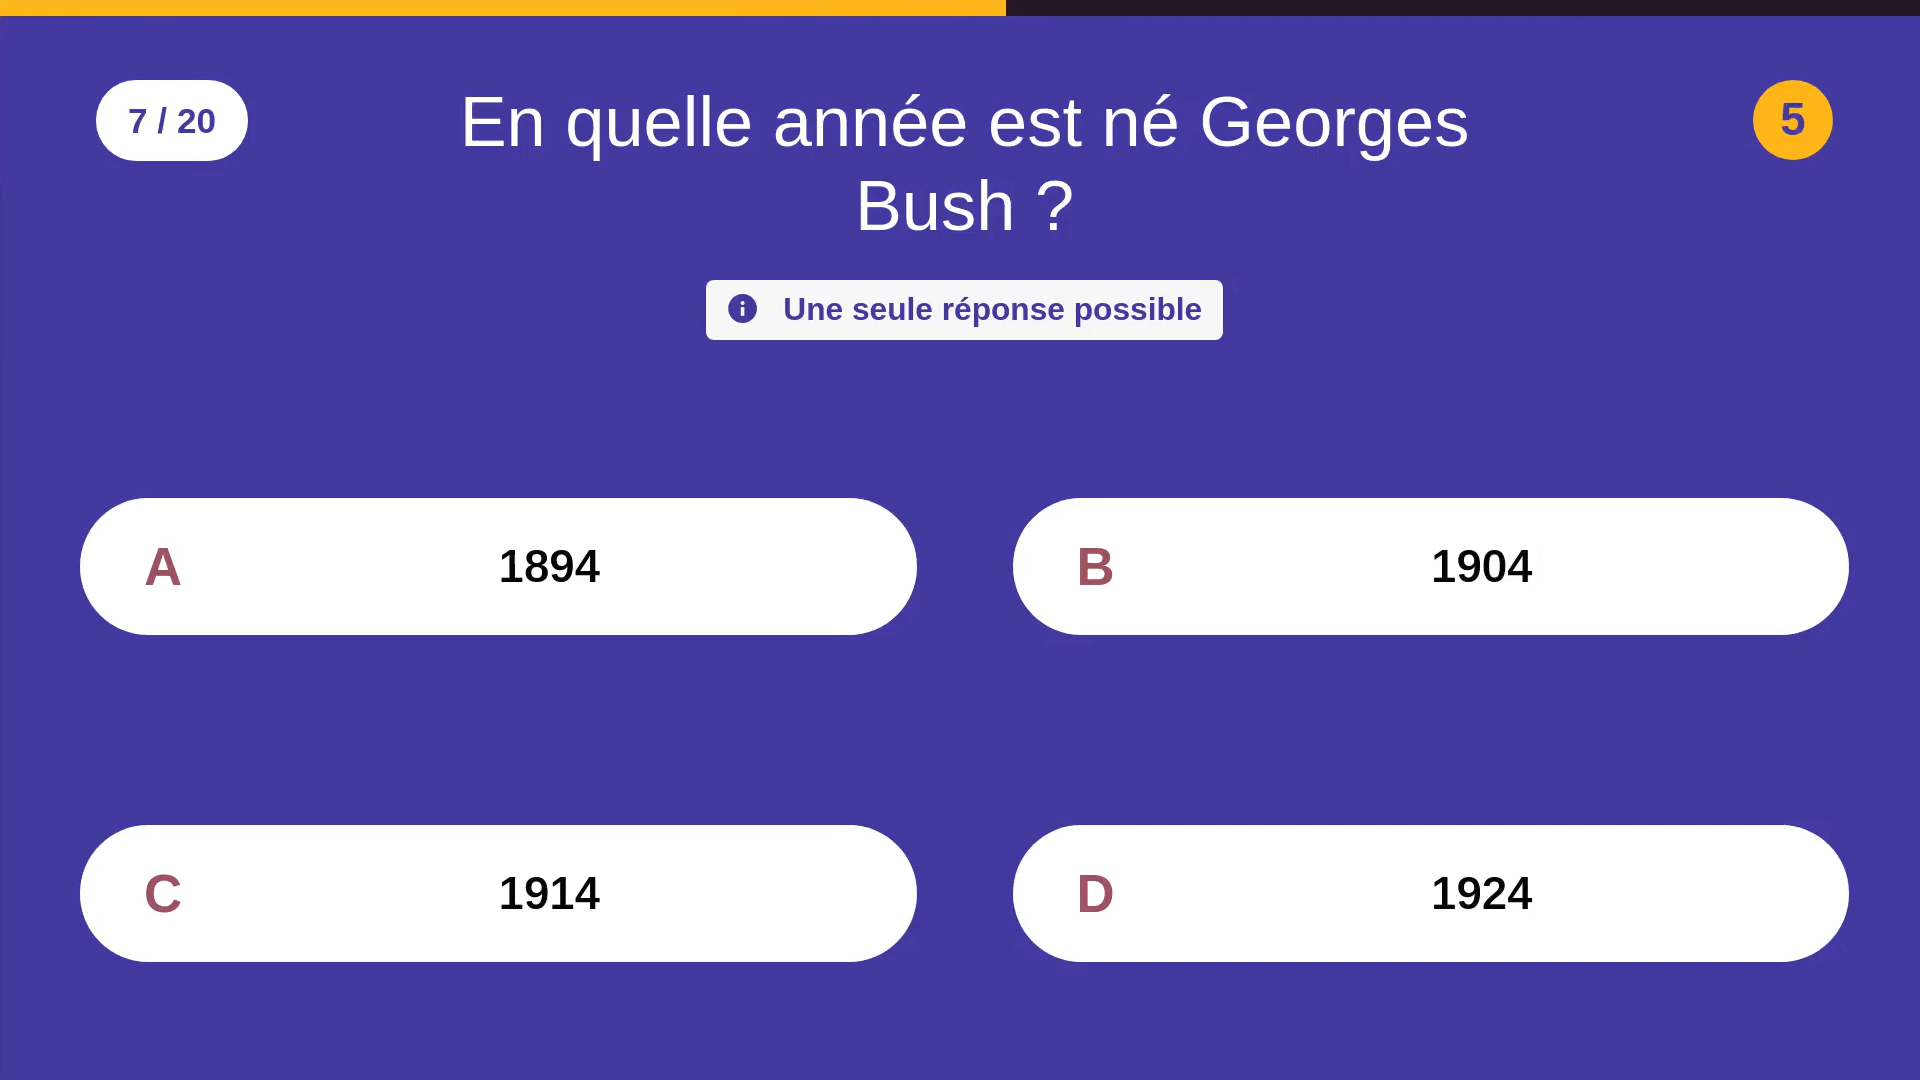 7 / 20
En quelle année est né Georges
Bush ?
5
Une seule réponse possible
A 1894
B 1904
C 1914
D 1924